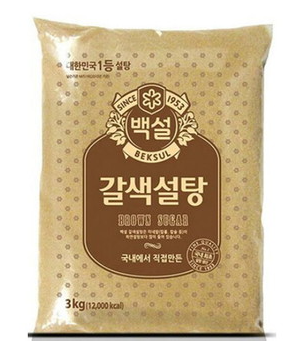 대한민국 1등 설탕
SINCE 1953
백설
BEKSUL
갈색설탕
BROWN SUGAR
국내에서 직접만든
3kg (12,000 kcal)